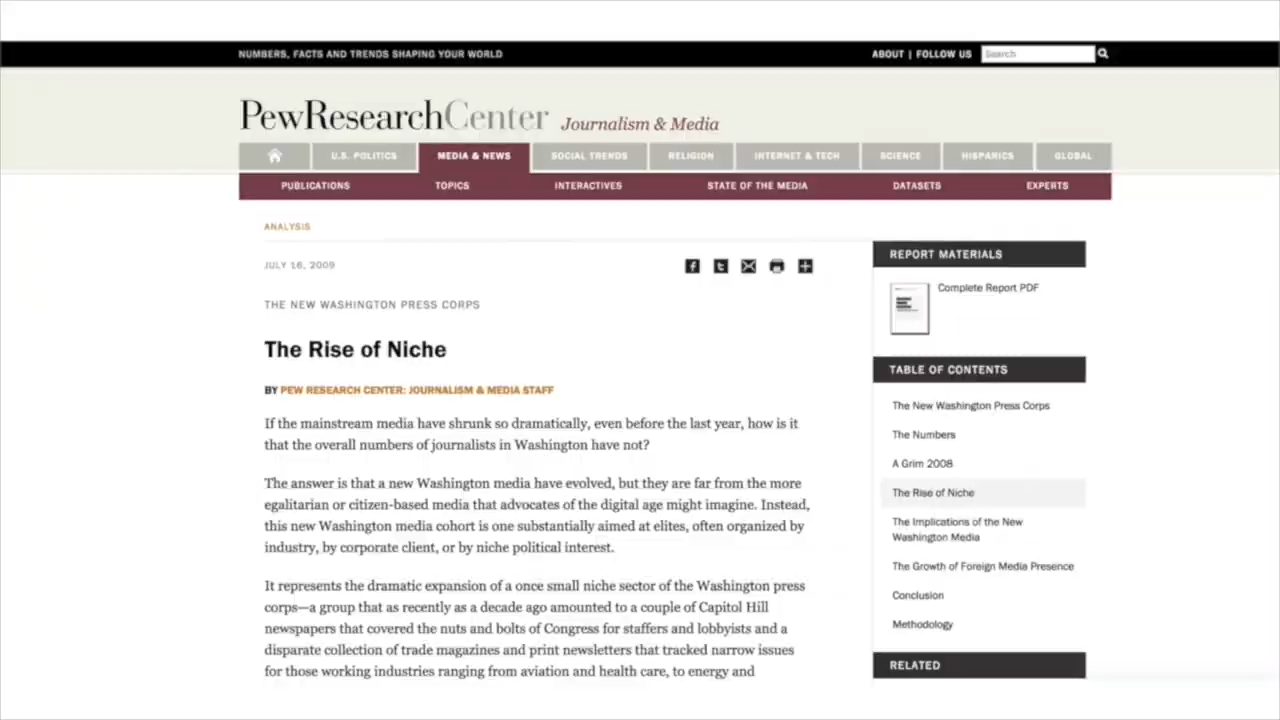 NUMBERS, FACTS AND TRENDS SHAPING YOUR WORLD
ABOUT | FOLLOW US
Search
PewResearchCenter Journalism & Media
U.S. POLITICS
MEDIA & NEWS
SOCIAL TRENDS
RELIGION
INTERNET & TECH
SCIENCE
HISPANICS
GLOBAL
PUBLICATIONS
TOPICS
INTERACTIVES
STATE OF THE MEDIA
DATASETS
EXPERTS
ANALYSIS
JULY 16, 2009
THE NEW WASHINGTON PRESS CORPS
The Rise of Niche
BY PEW RESEARCH CENTER: JOURNALISM & MEDIA STAFF
If the mainstream media have shrunk so dramatically, even before the last year, how is it
that the overall numbers of journalists in Washington have not?
The answer is that a new Washington media have evolved, but they are far from the more
egalitarian or citizen-based media that advocates of the digital age might imagine. Instead,
this new Washington media cohort is one substantially aimed at elites, often organized by
industry, by corporate client, or by niche political interest.
It represents the dramatic expansion of a once small niche sector of the Washington press
corps—a group that as recently as a decade ago amounted to a couple of Capitol Hill
newspapers that covered the nuts and bolts of Congress for staffers and lobbyists and a
disparate collection of trade magazines and print newsletters that tracked narrow issues
for those working industries ranging from aviation and health care, to energy and
REPORT MATERIALS
Complete Report PDF
TABLE OF CONTENTS
The New Washington Press Corps
The Numbers
A Grim 2008
The Rise of Niche
The Implications of the New
Washington Media
The Growth of Foreign Media Presence
Conclusion
Methodology
RELATED